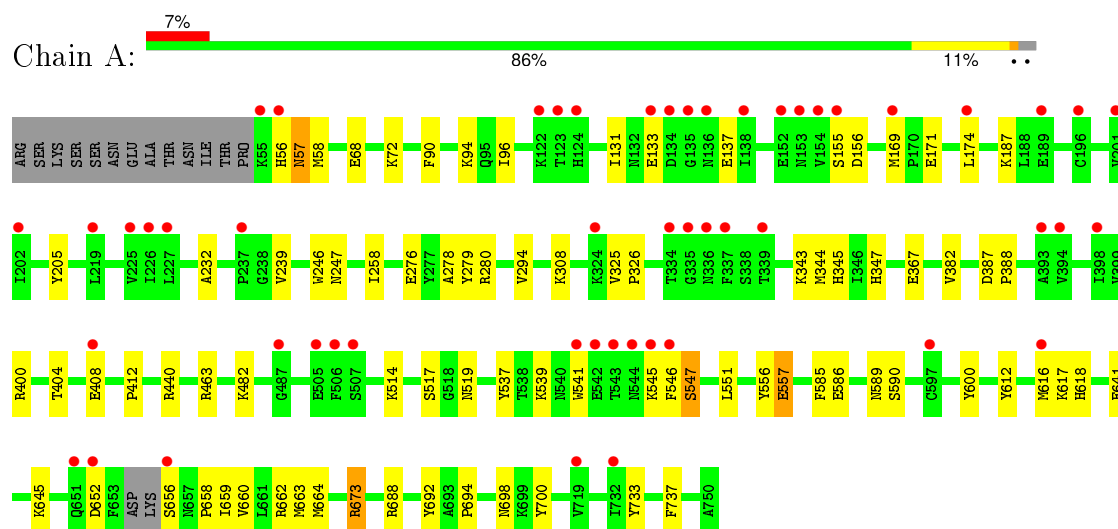 7%
Chain A:
86% 11% • •
ARG SER LYS SER SER ASN GLU ALA THR ASN ILE THR PRO K55 H56 N57 M58 E68 K72 F90 K94 Q95 I96 K122 T123 H124 I131 N132 E133 D134 G135 N136 E137 I138 E152 N153 V154 S155 D156 M169 P170 E171 L174 K187 L188 E189 C196 V201
I202 Y205 L219 V225 I226 L227 A232 P237 G238 V239 W246 N247 I258 E276 Y277 A278 Y279 R280 V294 K308 K324 V325 P326 T334 G335 N336 F337 S338 T339 K343 M344 H345 I346 H347 E367 V382 D387 P388 A393 V394 I398 V399
R400 T404 E408 P412 R440 R463 K482 G487 E505 F506 S507 K514 S517 G518 N519 Y537 T538 K539 N540 W541 E542 T543 N544 K545 F546 S547 L551 Y556 E557 F585 E586 N589 S590 C597 Y600 Y612 M616 K617 H618 E641
K645 Q651 D652 F653 ASP LYS S656 N657 P658 I659 V660 L661 R662 M663 M664 R673 R688 Y692 A693 P694 N698 K699 Y700 V719 I732 Y733 F737 A750